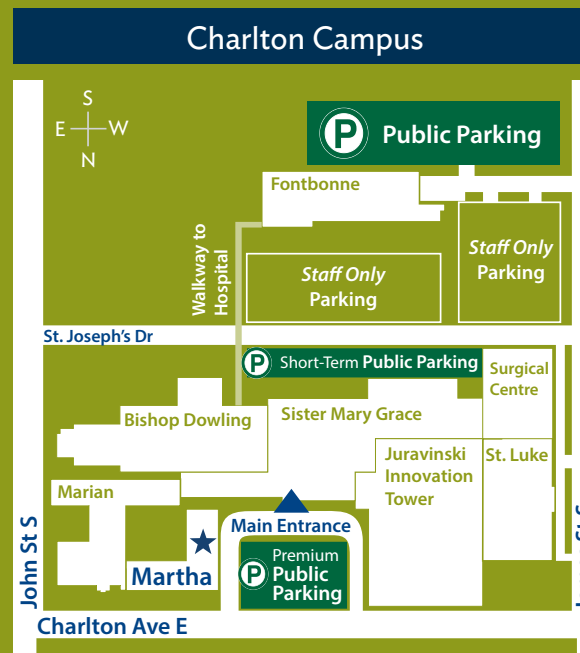 Charlton Campus
S
E W
N
P Public Parking
Fontbonne
Walkway to
Hospital
Staff Only
Parking
Staff Only
Parking
St. Joseph's Dr
P Short-Term Public Parking
Surgical
Centre
Bishop Dowling
Sister Mary Grace
Juravinski
Innovation
Tower
St. Luke
Marian
Main Entrance
Martha
P Premium
Public
Parking
John St S
Charlton Ave E